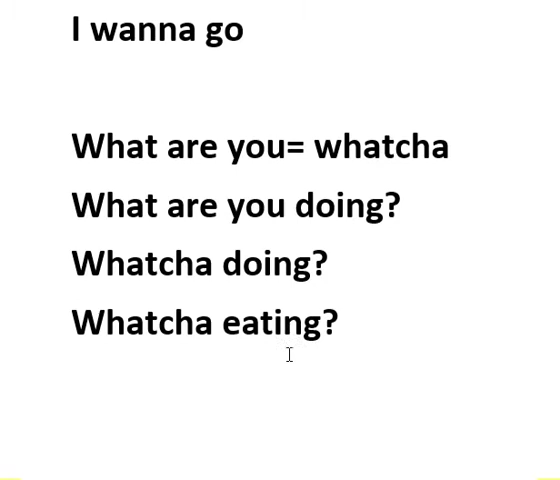 I wanna go
What are you= whatcha
What are you doing?
Whatcha doing?
Whatcha eating?